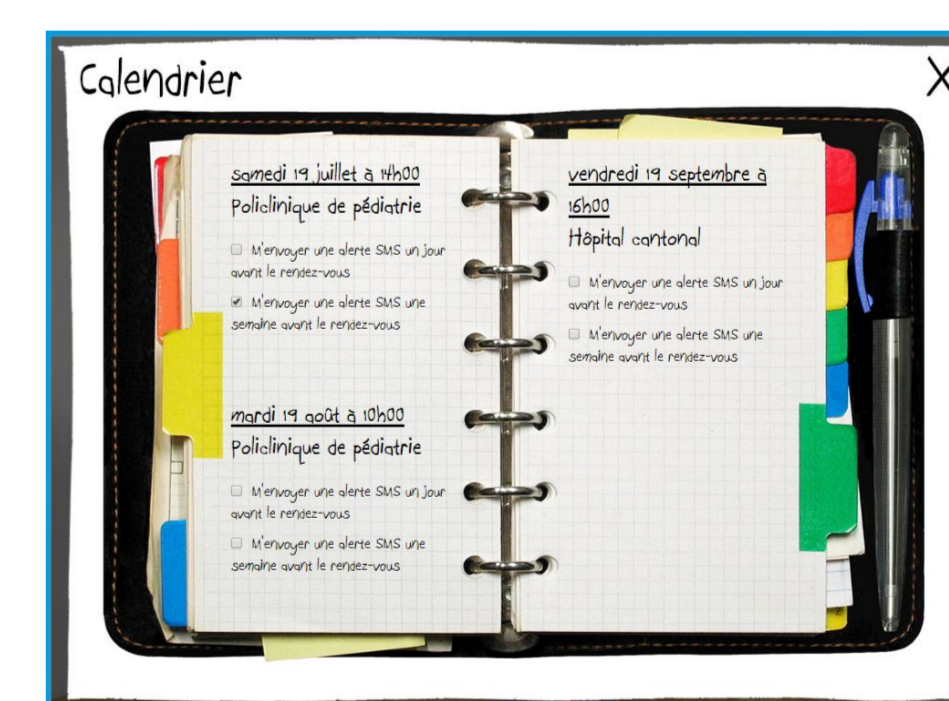 Calendrier
X
samedi 19 juillet à 14h00
Policlinique de pédiatrie
M'envoyer une alerte SMS un jour
avant le rendez-vous
M'envoyer une alerte SMS une
semaine avant le rendez-vous
mardi 19 août à 10h00
Policlinique de pédiatrie
M'envoyer une alerte SMS un jour
avant le rendez-vous
M'envoyer une alerte SMS une
semaine avant le rendez-vous
vendredi 19 septembre à
16h00
Hôpital cantonal
M'envoyer une alerte SMS un jour
avant le rendez-vous
M'envoyer une alerte SMS une
semaine avant le rendez-vous